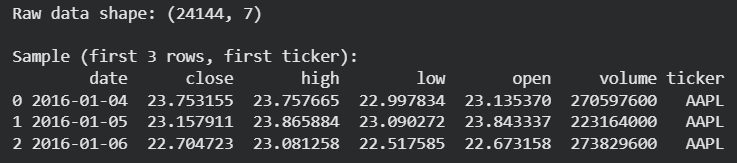 Raw data shape: (24144, 7)
Sample (first 3 rows, first ticker):
date close high low open volume ticker
0 2016-01-04 23.753155 23.757665 22.997834 23.135370 270597600 AAPL
1 2016-01-05 23.157911 23.865884 23.090272 23.843337 223164000 AAPL
2 2016-01-06 22.704723 23.081258 22.517585 22.673158 273829600 AAPL